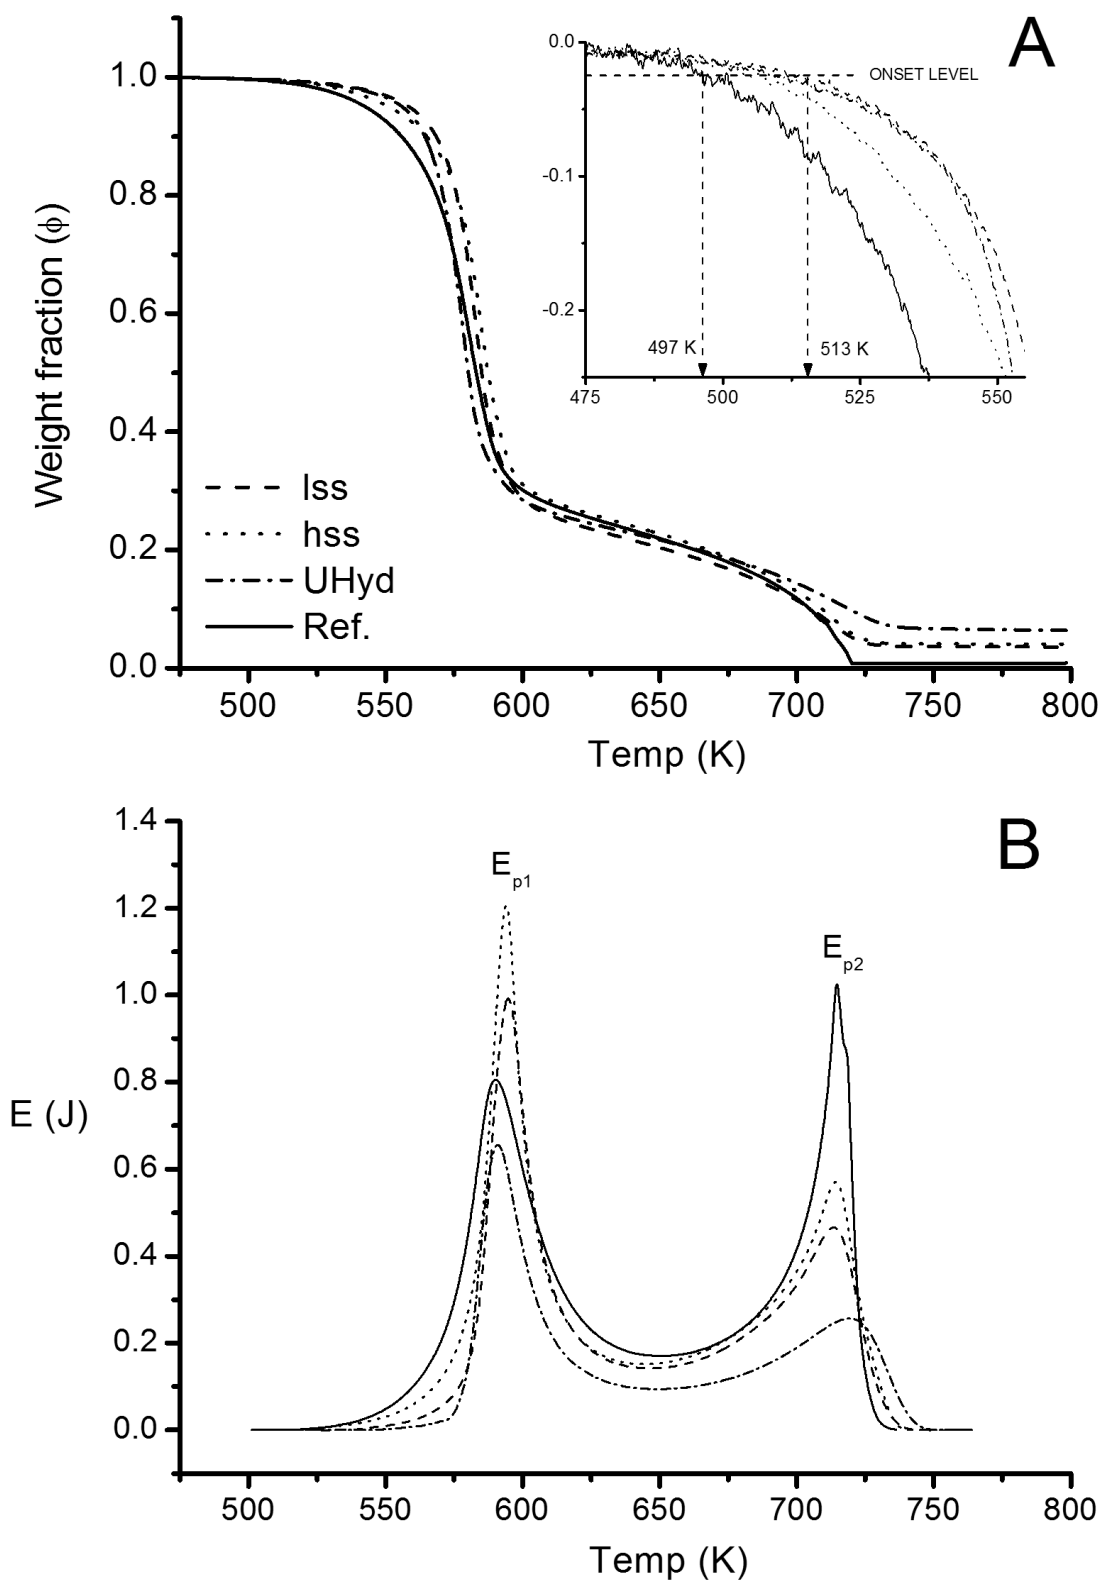 A
1.0
0.8
0.6
0.4
0.2
0.0
Weight fraction (ϕ)
0.0
-0.1
-0.2
ONSET LEVEL
497 K
513 K
475
500
525
550
lss
hss
UHyd
Ref.
500
550
600
650
700
750
800
Temp (K)
B
1.4
1.2
1.0
0.8
0.6
0.4
0.2
0.0
E (J)
Ep1
Ep2
500
550
600
650
700
750
800
Temp (K)